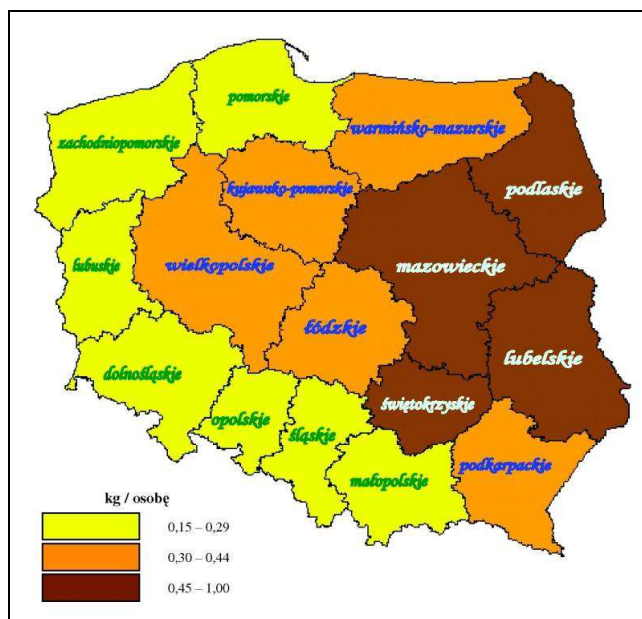 pomorskie
warmińsko-mazurskie
zachodniopomorskie
podlaskie
kujawsko-pomorskie
lubuskie
wielkopolskie
mazowieckie
łódzkie
lubelskie
dolnośląskie
świętokrzyskie
opolskie
śląskie
podkarpackie
małopolskie
kg / osobę
0,15 – 0,29
0,30 – 0,44
0,45 – 1,00